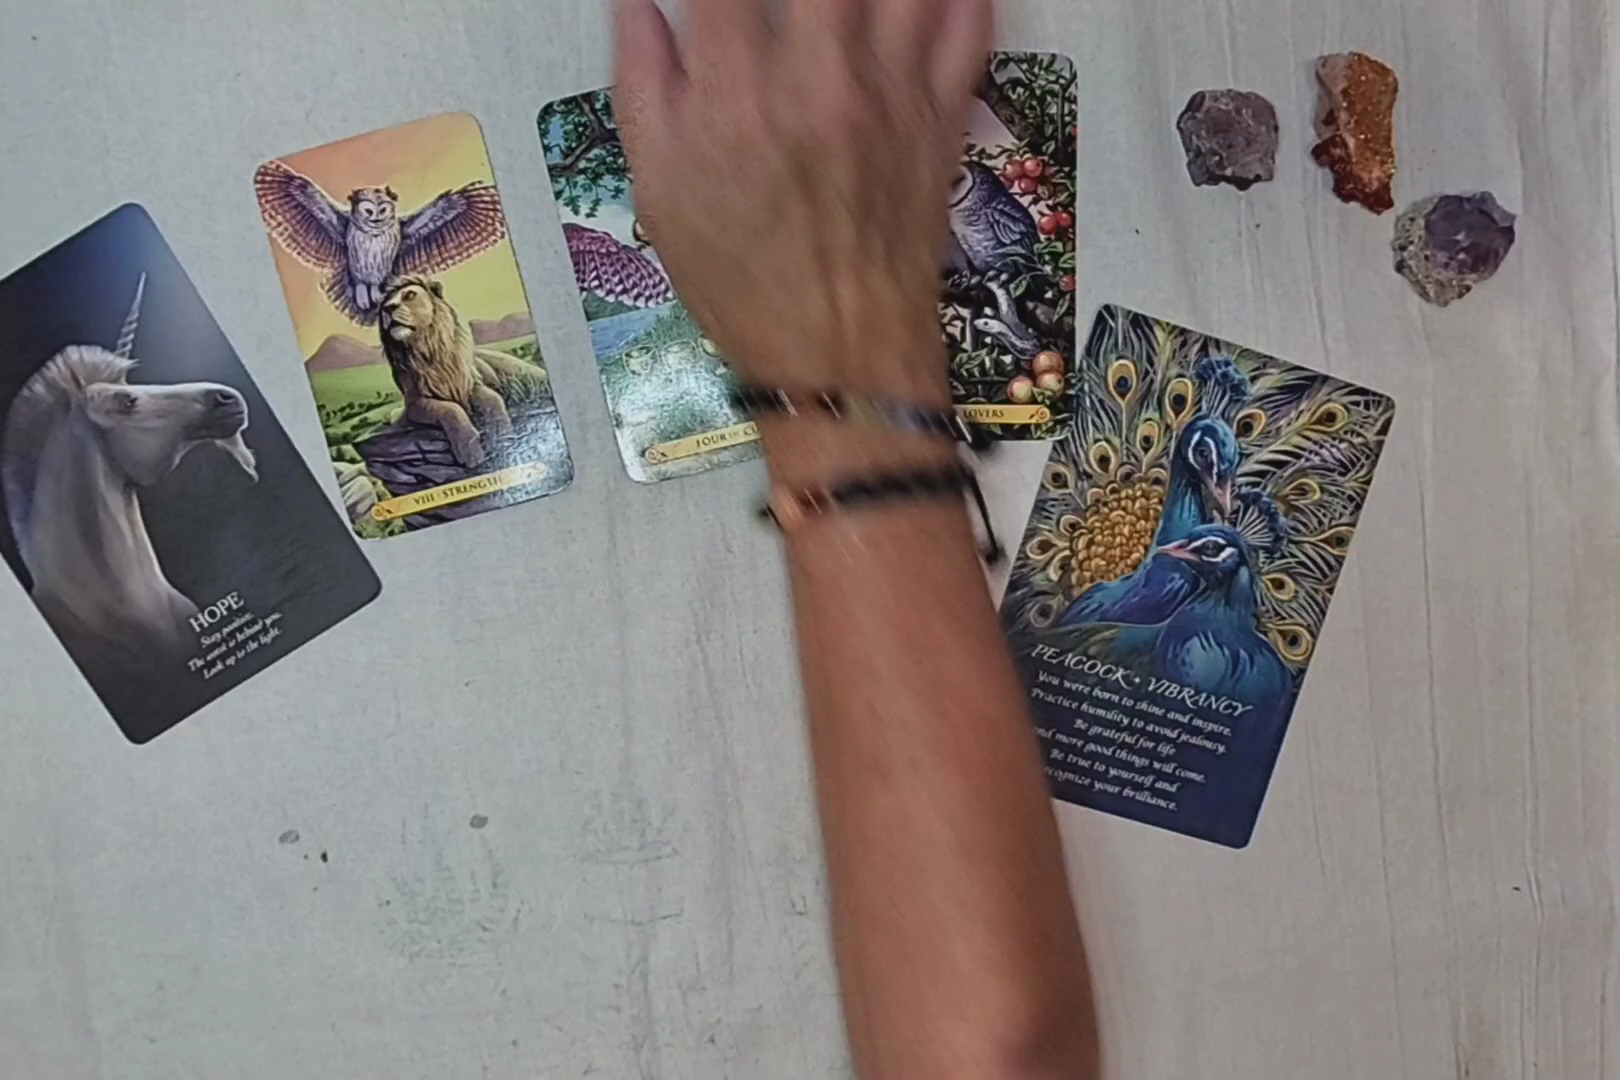 HOPE
Stay positive.
The worst is behind you.
Look up to the light.
VIII · STRENGTH
FOUR OF
LOVERS
PEACOCK • VIBRANCY
You were born to shine and inspire.
Practice humility to avoid jealousy.
Be grateful for life
more good things will come.
Be true to yourself and
your brilliance.